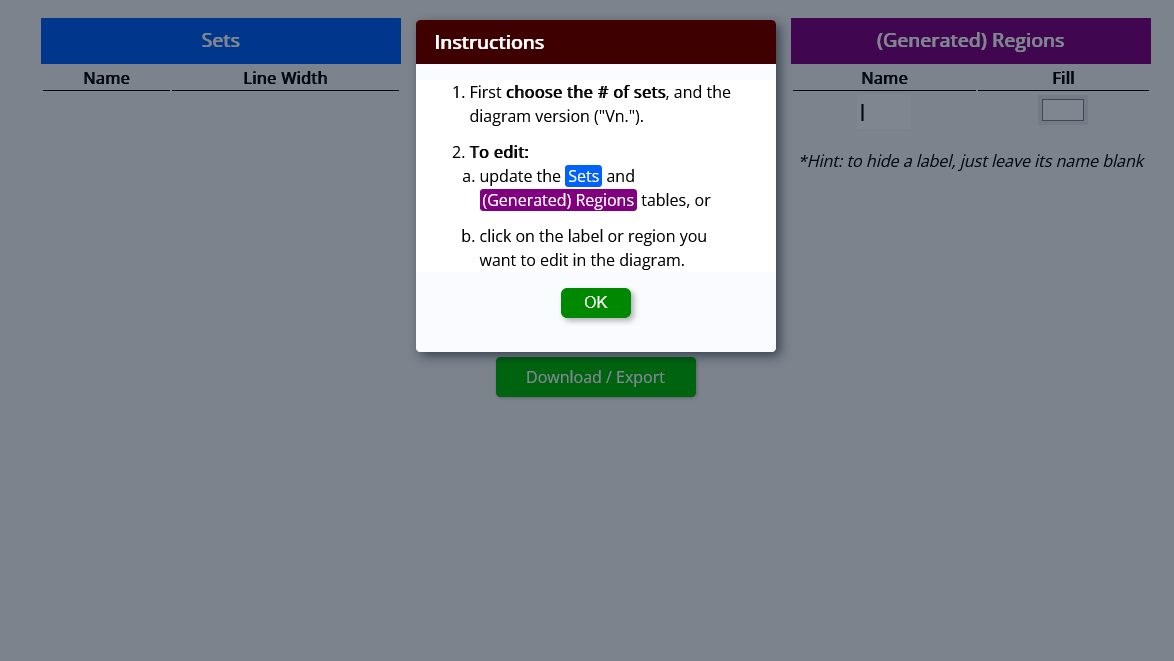 Sets
Name Line Width
Instructions
1. First choose the # of sets, and the
diagram version ("Vn.").
2. To edit:
a. update the Sets and
(Generated) Regions tables, or
b. click on the label or region you
want to edit in the diagram.
OK
Download / Export
(Generated) Regions
Name Fill
*Hint: to hide a label, just leave its name blank